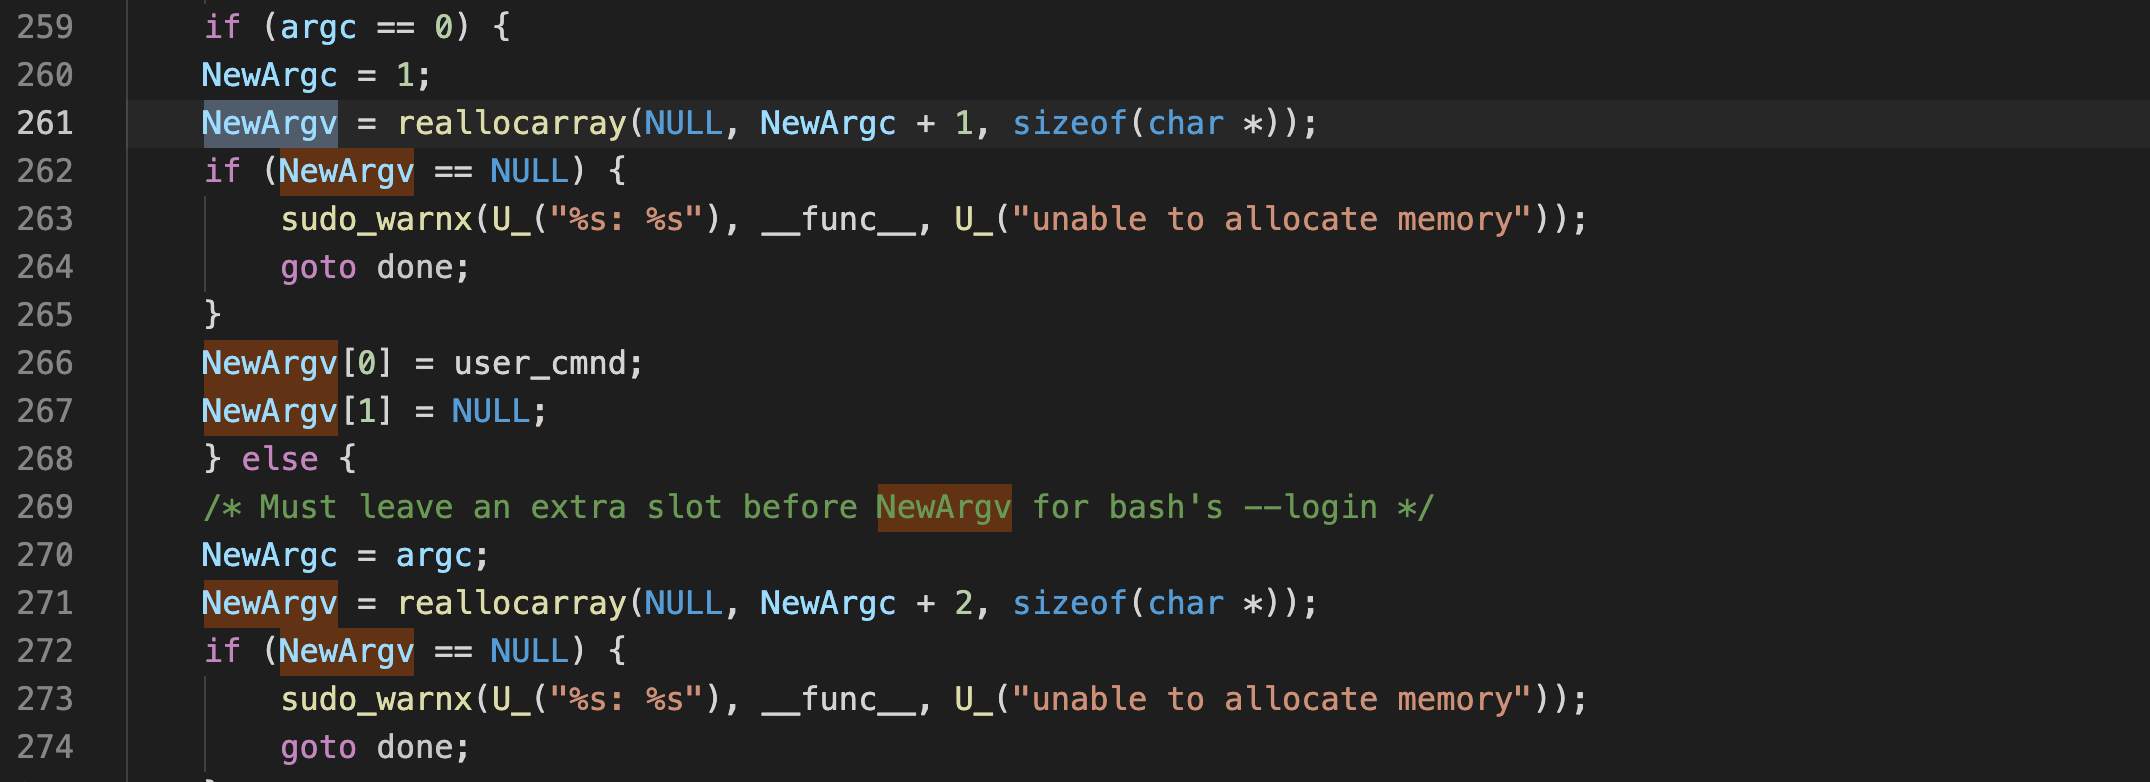 259 if (argc == 0) {
260 NewArgc = 1;
261 NewArgv = reallocarray(NULL, NewArgc + 1, sizeof(char *));
262 if (NewArgv == NULL) {
263 sudo_warnx(U_("%s: %s"), __func__, U_("unable to allocate memory"));
264 goto done;
265 }
266 NewArgv[0] = user_cmnd;
267 NewArgv[1] = NULL;
268 } else {
269 /* Must leave an extra slot before NewArgv for bash's --login */
270 NewArgc = argc;
271 NewArgv = reallocarray(NULL, NewArgc + 2, sizeof(char *));
272 if (NewArgv == NULL) {
273 sudo_warnx(U_("%s: %s"), __func__, U_("unable to allocate memory"));
274 goto done;